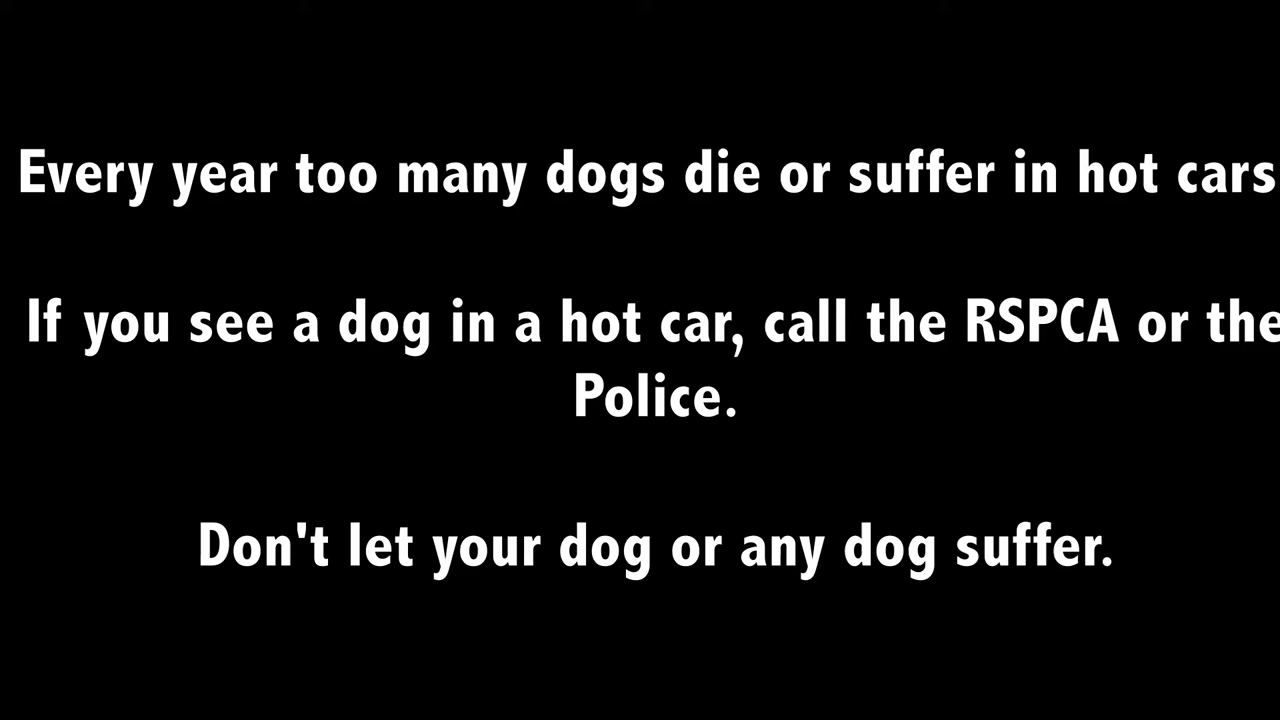 Every year too many dogs die or suffer in hot cars
If you see a dog in a hot car, call the RSPCA or the
Police.
Don't let your dog or any dog suffer.